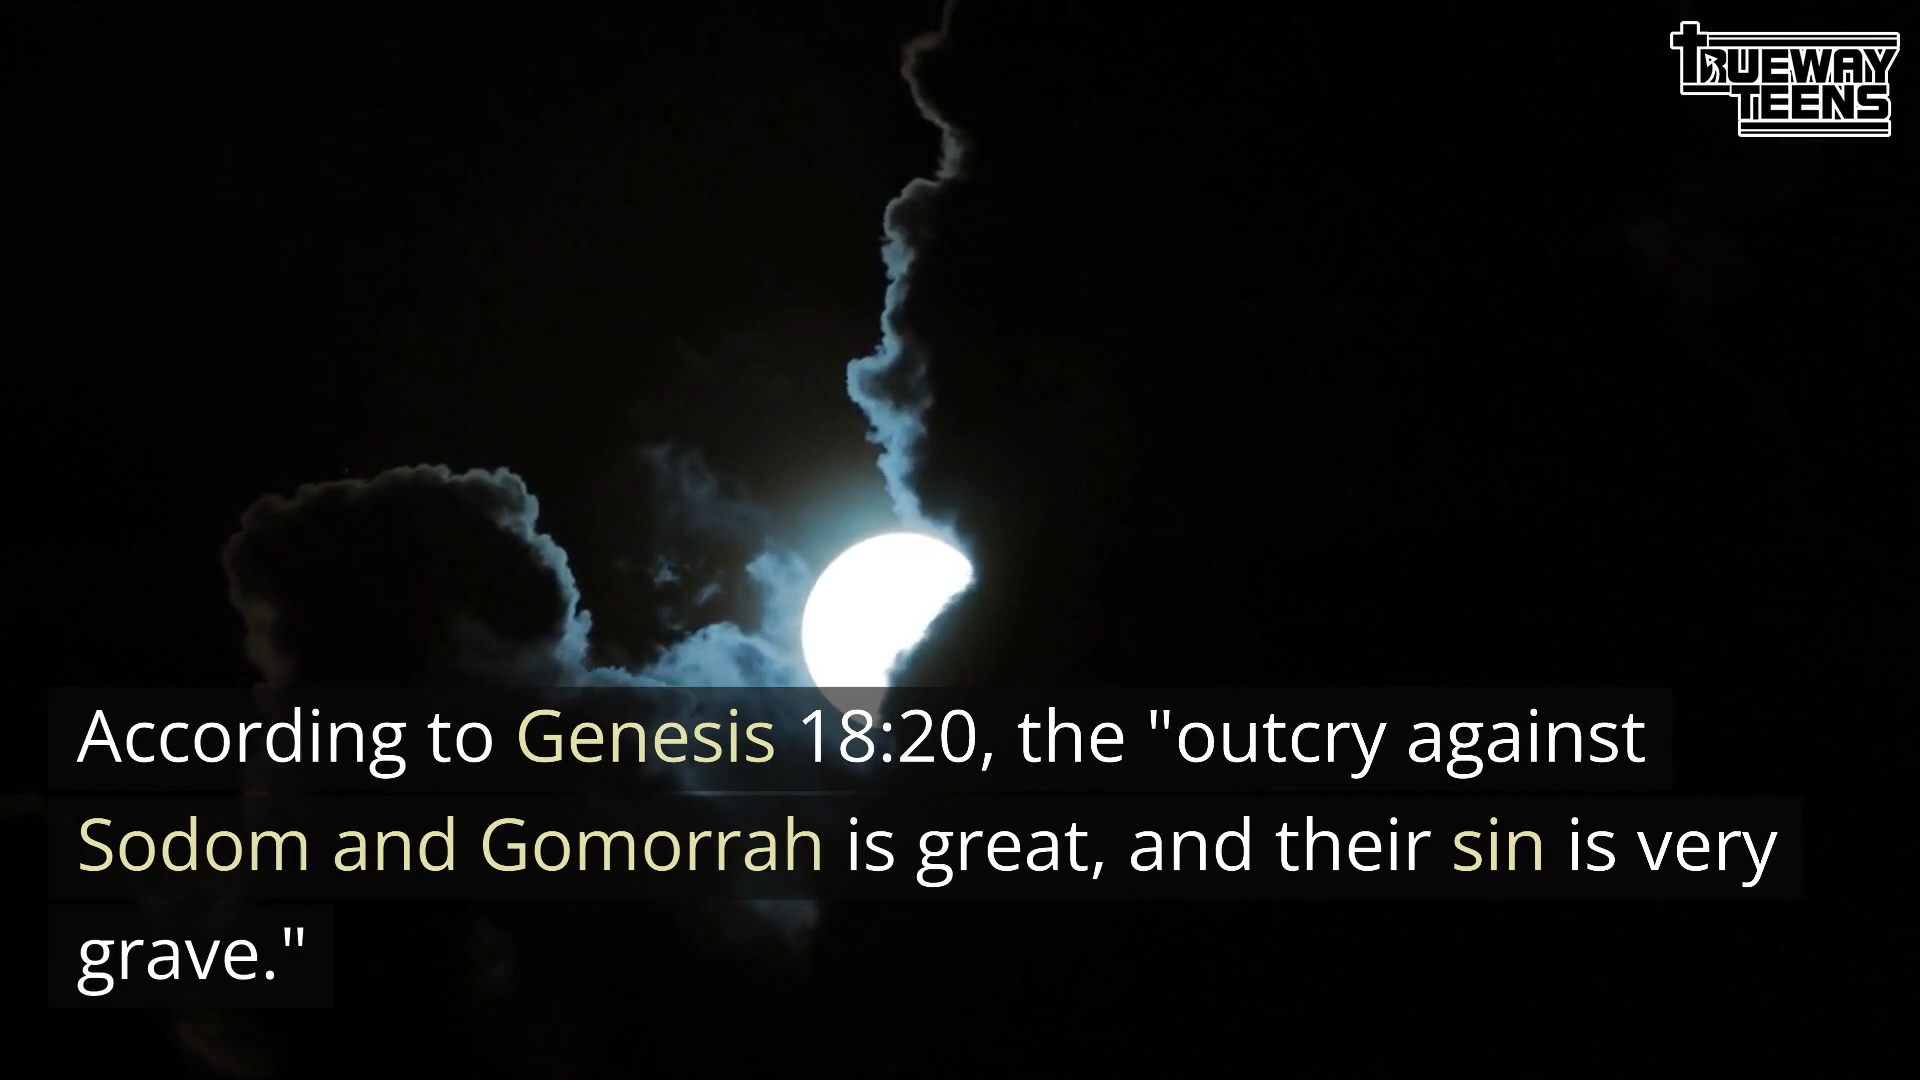 TRUEWAY
TEENS
According to Genesis 18:20, the "outcry against
Sodom and Gomorrah is great, and their sin is very
grave."